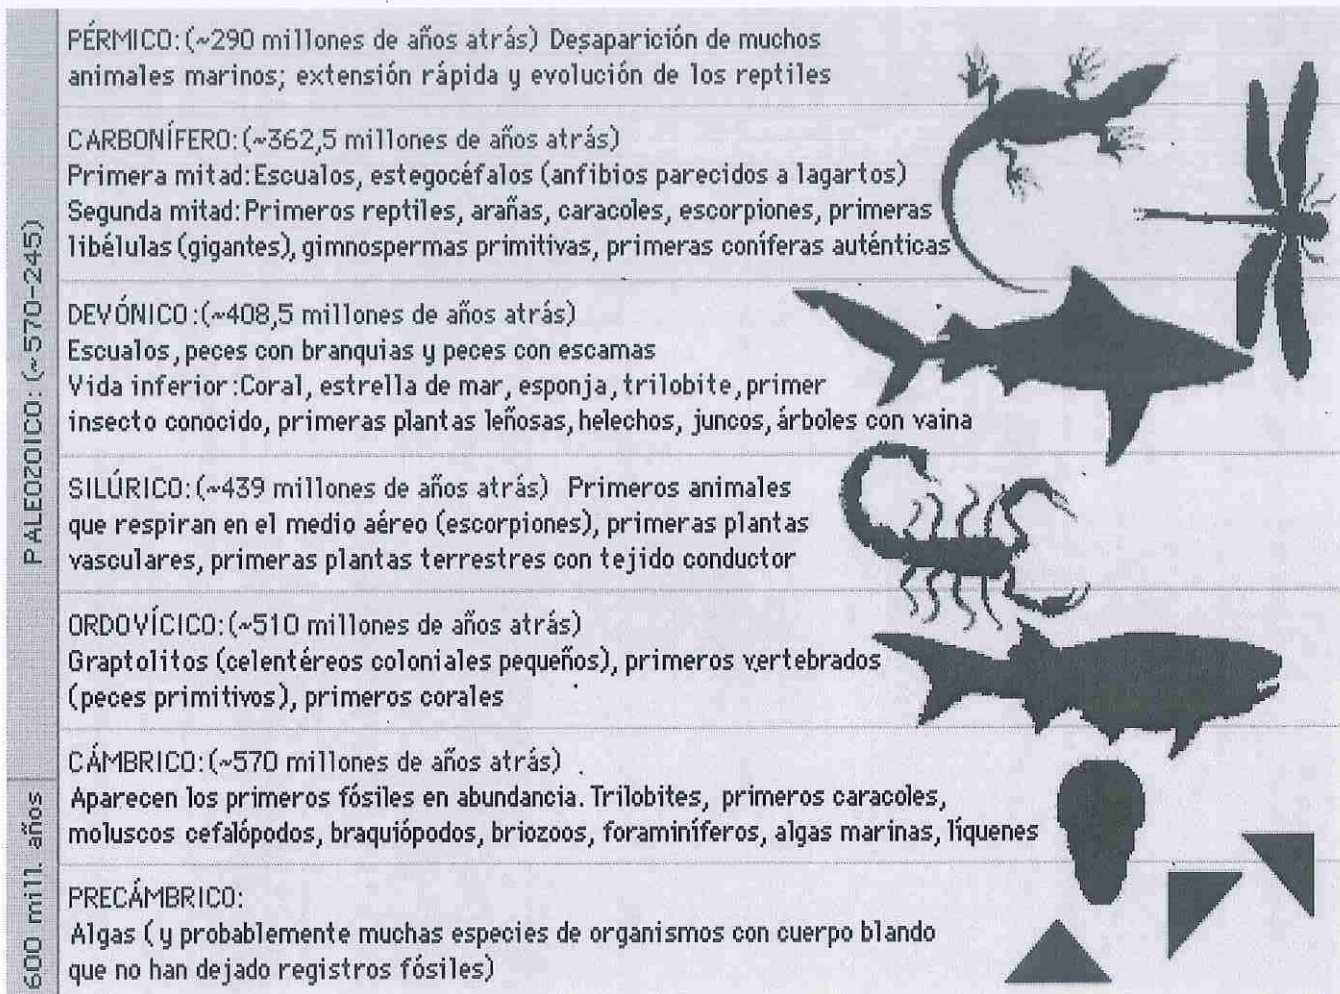 PÉRMICO: (~290 millones de años atrás) Desaparición de muchos
animales marinos; extensión rápida y evolución de los reptiles
CARBONÍFERO: (~362,5 millones de años atrás)
Primera mitad: Escualos, estegocéfalos (anfibios parecidos a lagartos)
Segunda mitad: Primeros reptiles, arañas, caracoles, escorpiones, primeras
libélulas (gigantes), gimnospermas primitivas, primeras coníferas auténticas
DEVÓNICO: (~408,5 millones de años atrás)
Escualos, peces con branquias y peces con escamas
Vida inferior: Coral, estrella de mar, esponja, trilobite, primer
insecto conocido, primeras plantas leñosas, helechos, juncos, árboles con vaina
SILÚRICO: (~439 millones de años atrás) Primeros animales
que respiran en el medio aéreo (escorpiones), primeras plantas
vasculares, primeras plantas terrestres con tejido conductor
ORDOVÍCICO: (~510 millones de años atrás)
Graptolitos (celentéreos coloniales pequeños), primeros vertebrados
(peces primitivos), primeros corales
CÁMBRICO: (~570 millones de años atrás)
Aparecen los primeros fósiles en abundancia. Trilobites, primeros caracoles,
moluscos cefalópodos, braquiópodos, briozoos, foraminíferos, algas marinas, líquenes
PRECÁMBRICO:
Algas (y probablemente muchas especies de organismos con cuerpo blando
que no han dejado registros fósiles)
PALEOZOICO: (~570-245)
600 mill. años